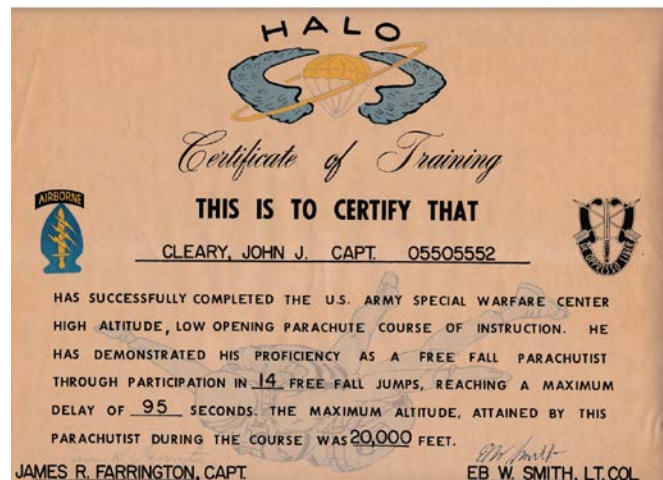 HALO
Certificate of Training
THIS IS TO CERTIFY THAT
AIRBORNE
CLEARY, JOHN J. CAPT. 05505552
DE OPPRESSO LIBER
HAS SUCCESSFULLY COMPLETED THE U.S. ARMY SPECIAL WARFARE CENTER
HIGH ALTITUDE, LOW OPENING PARACHUTE COURSE OF INSTRUCTION. HE
HAS DEMONSTRATED HIS PROFICIENCY AS A FREE FALL PARACHUTIST
THROUGH PARTICIPATION IN 14 FREE FALL JUMPS, REACHING A MAXIMUM
DELAY OF 95 SECONDS. THE MAXIMUM ALTITUDE, ATTAINED BY THIS
PARACHUTIST DURING THE COURSE WAS 20,000 FEET.
JAMES R. FARRINGTON, CAPT. EB W. SMITH, LT. COL